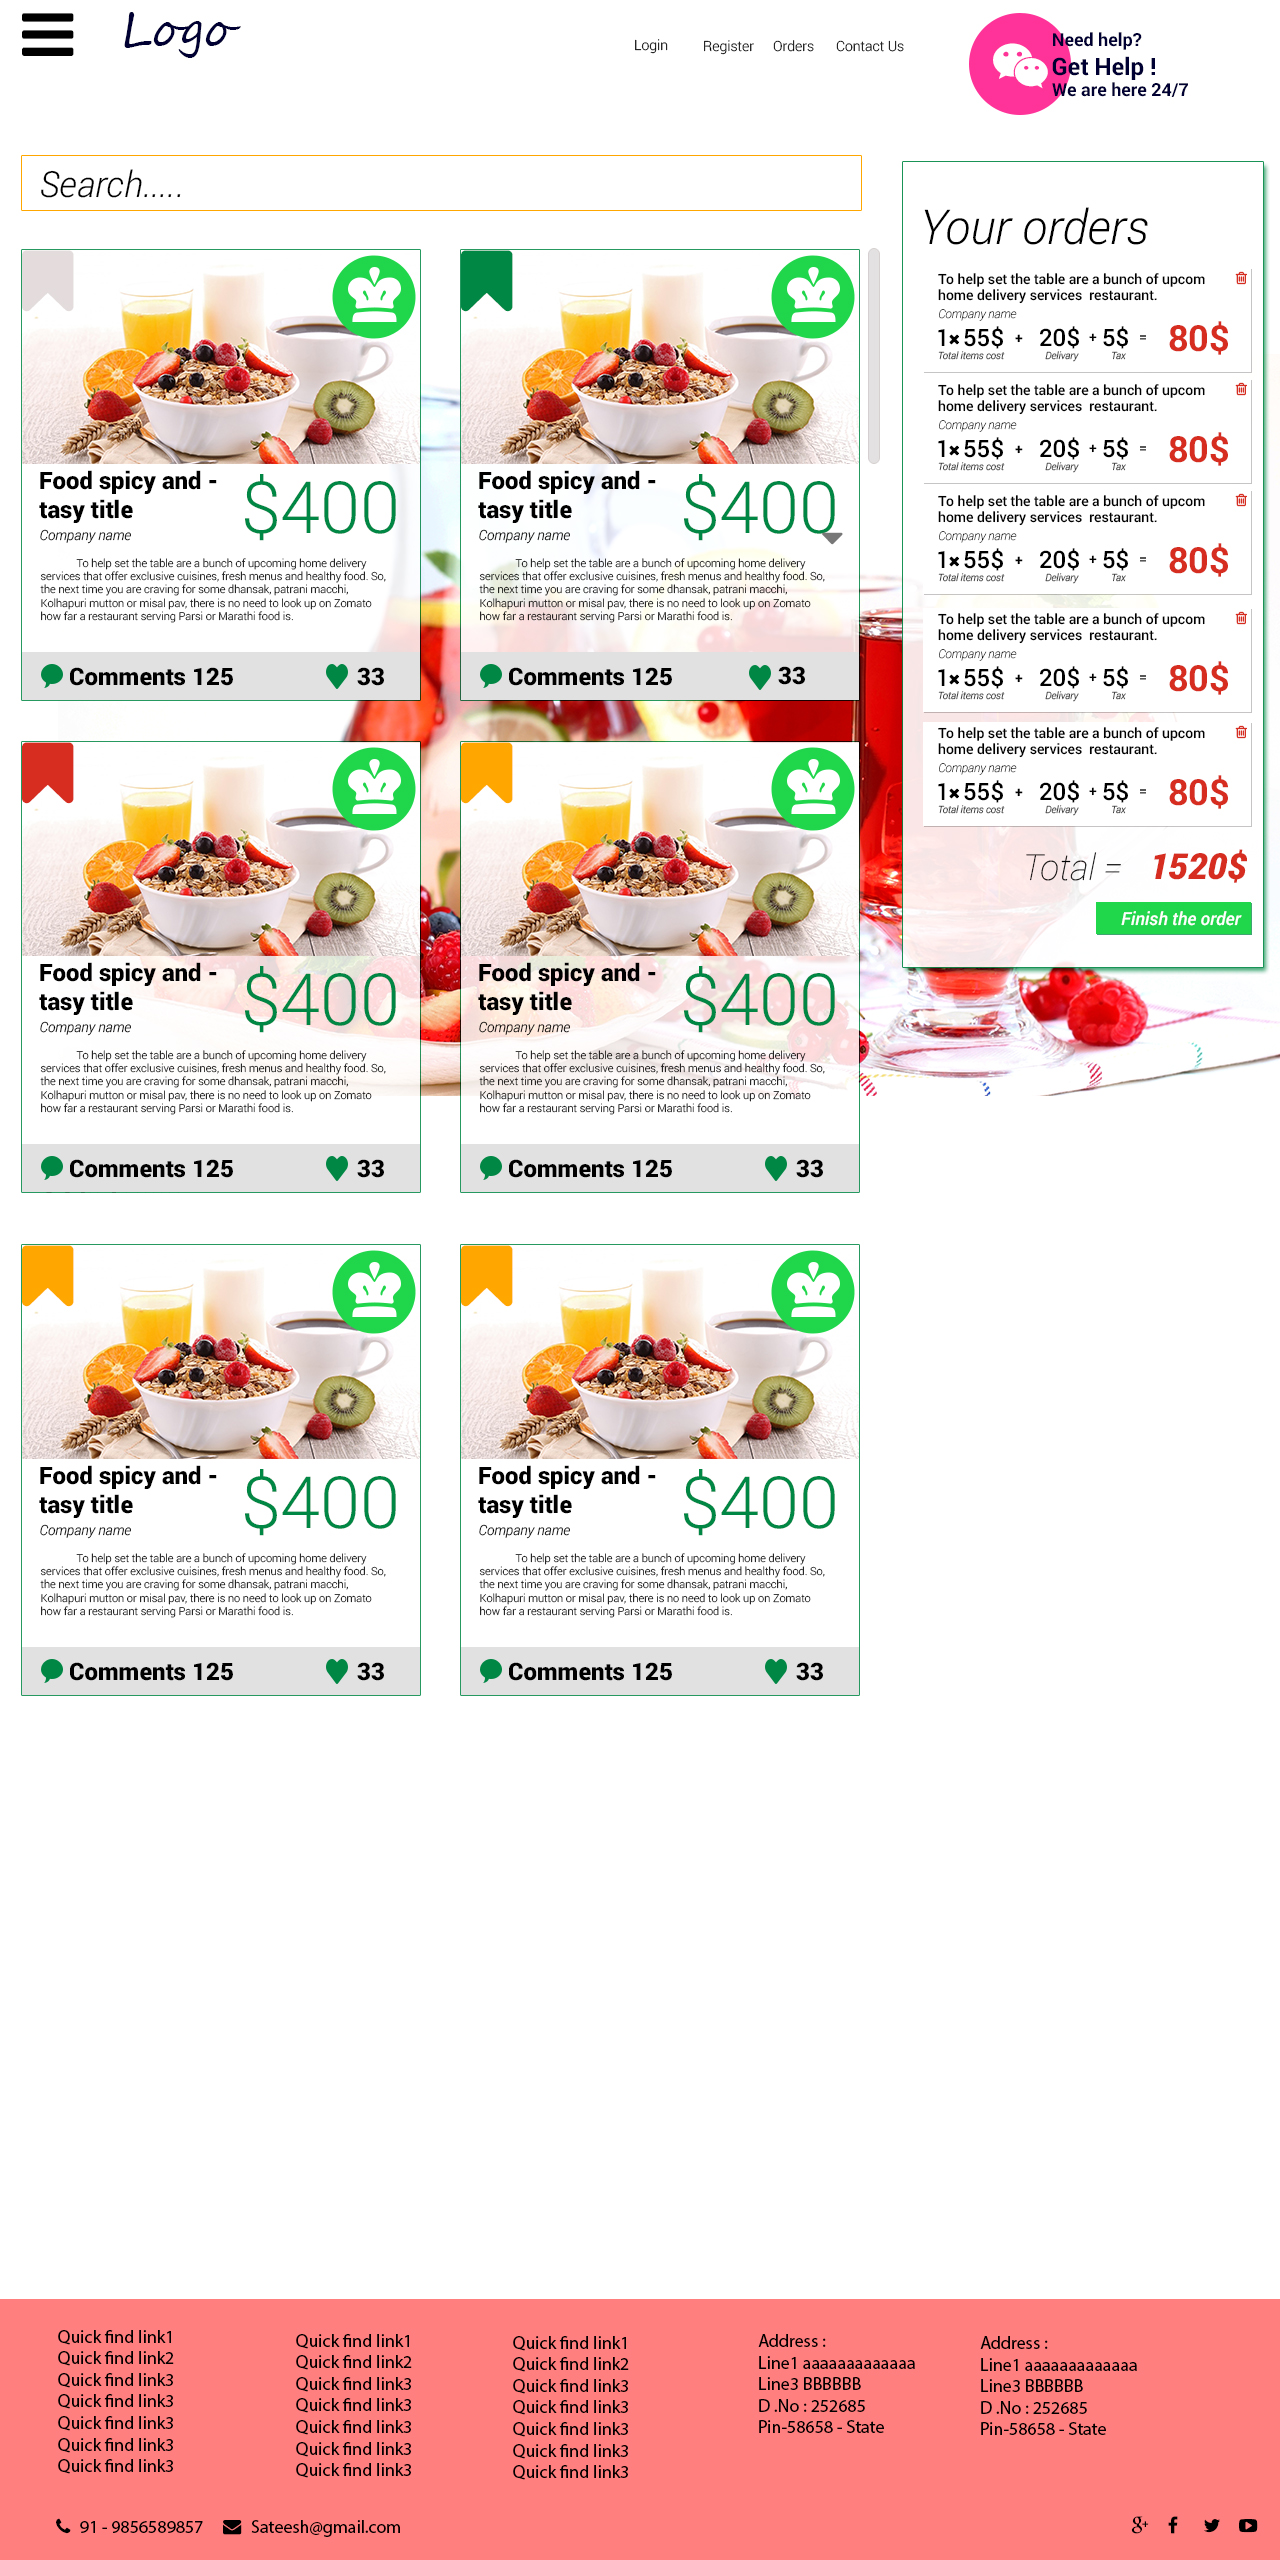 Logo
Login Register Orders Contact Us
Need help?
Get Help !
We are here 24/7
Search.....
Food spicy and -
tasy title
$400
Company name
To help set the table are a bunch of upcoming home delivery
services that offer exclusive cuisines, fresh menus and healthy food. So,
the next time you are craving for some dhansak, patrani macchi,
Kolhapuri mutton or misal pav, there is no need to look up on Zomato
how far a restaurant serving Parsi or Marathi food is.
Comments 125 33
Food spicy and -
tasy title
$400
Company name
To help set the table are a bunch of upcoming home delivery
services that offer exclusive cuisines, fresh menus and healthy food. So,
the next time you are craving for some dhansak, patrani macchi,
Kolhapuri mutton or misal pav, there is no need to look up on Zomato
how far a restaurant serving Parsi or Marathi food is.
Comments 125 33
Food spicy and -
tasy title
$400
Company name
To help set the table are a bunch of upcoming home delivery
services that offer exclusive cuisines, fresh menus and healthy food. So,
the next time you are craving for some dhansak, patrani macchi,
Kolhapuri mutton or misal pav, there is no need to look up on Zomato
how far a restaurant serving Parsi or Marathi food is.
Comments 125 33
Food spicy and -
tasy title
$400
Company name
To help set the table are a bunch of upcoming home delivery
services that offer exclusive cuisines, fresh menus and healthy food. So,
the next time you are craving for some dhansak, patrani macchi,
Kolhapuri mutton or misal pav, there is no need to look up on Zomato
how far a restaurant serving Parsi or Marathi food is.
Comments 125 33
Food spicy and -
tasy title
$400
Company name
To help set the table are a bunch of upcoming home delivery
services that offer exclusive cuisines, fresh menus and healthy food. So,
the next time you are craving for some dhansak, patrani macchi,
Kolhapuri mutton or misal pav, there is no need to look up on Zomato
how far a restaurant serving Parsi or Marathi food is.
Comments 125 33
Food spicy and -
tasy title
$400
Company name
To help set the table are a bunch of upcoming home delivery
services that offer exclusive cuisines, fresh menus and healthy food. So,
the next time you are craving for some dhansak, patrani macchi,
Kolhapuri mutton or misal pav, there is no need to look up on Zomato
how far a restaurant serving Parsi or Marathi food is.
Comments 125 33
Your orders
To help set the table are a bunch of upcom
home delivery services restaurant.
Company name
1× 55$ + 20$ + 5$ = 80$
Total items cost Delivary Tax
To help set the table are a bunch of upcom
home delivery services restaurant.
Company name
1× 55$ + 20$ + 5$ = 80$
Total items cost Delivary Tax
To help set the table are a bunch of upcom
home delivery services restaurant.
Company name
1× 55$ + 20$ + 5$ = 80$
Total items cost Delivary Tax
To help set the table are a bunch of upcom
home delivery services restaurant.
Company name
1× 55$ + 20$ + 5$ = 80$
Total items cost Delivary Tax
To help set the table are a bunch of upcom
home delivery services restaurant.
Company name
1× 55$ + 20$ + 5$ = 80$
Total items cost Delivary Tax
Total = 1520$
Finish the order
Quick find link1
Quick find link2
Quick find link3
Quick find link3
Quick find link3
Quick find link3
Quick find link3
Quick find link1
Quick find link2
Quick find link3
Quick find link3
Quick find link3
Quick find link3
Quick find link3
Quick find link1
Quick find link2
Quick find link3
Quick find link3
Quick find link3
Quick find link3
Quick find link3
Address :
Line1 aaaaaaaaaaaaa
Line3 BBBBBB
D .No : 252685
Pin-58658 - State
Address :
Line1 aaaaaaaaaaaaa
Line3 BBBBBB
D .No : 252685
Pin-58658 - State
91 - 9856589857 Sateesh@gmail.com